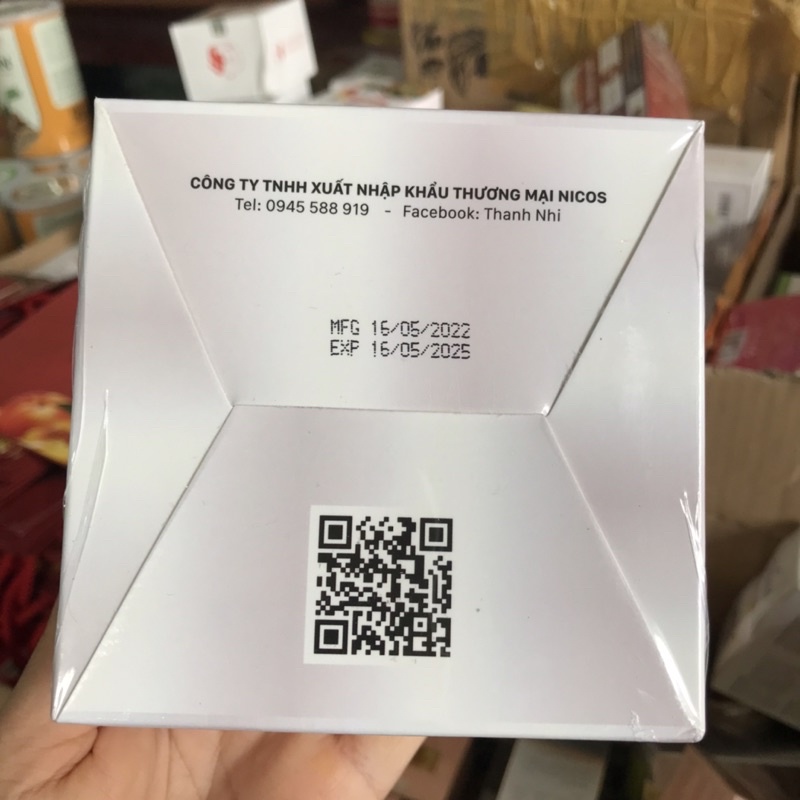 CÔNG TY TNHH XUẤT NHẬP KHẨU THƯƠNG MẠI NICOS
Tel: 0945 588 919 - Facebook: Thanh Nhi
MFG 16/05/2022
EXP 16/05/2025